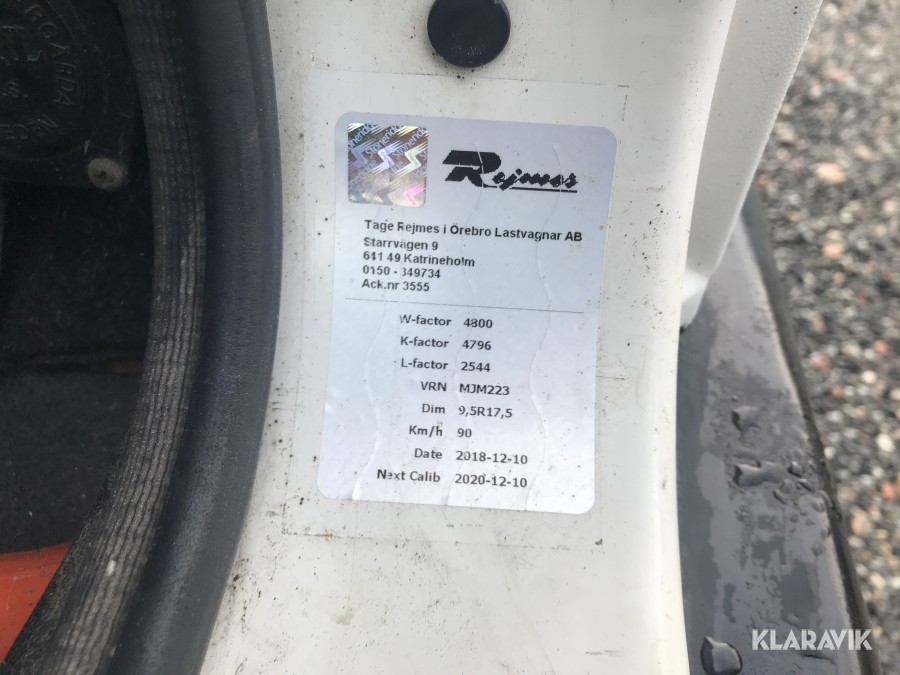 Rejmes
Tage Rejmes i Örebro Lastvagnar AB
Starrvägen 9
641 49 Katrineholm
0150 - 349734
Ack.nr 3555
W-factor 4800
K-factor 4796
L-factor 2544
VRN MJM223
Dim 9,5R17,5
Km/h 90
Date 2018-12-10
Next Calib 2020-12-10
KLARAVIK